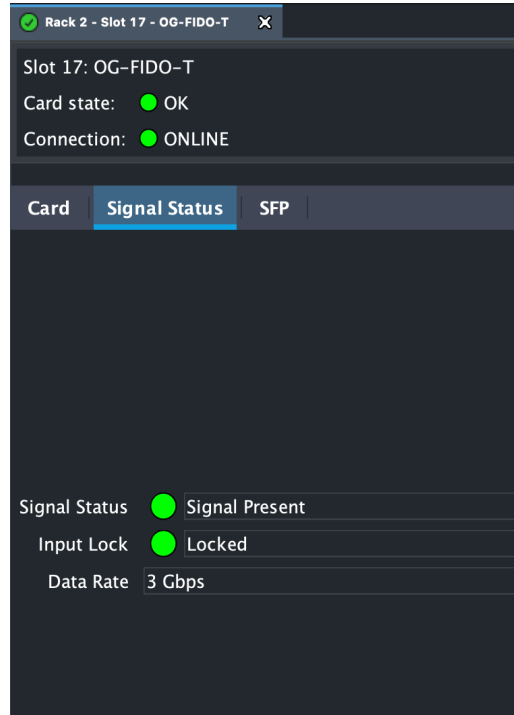 Rack 2 - Slot 17 - OG-FIDO-T
Slot 17: OG-FIDO-T
Card state: OK
Connection: ONLINE
Card Signal Status SFP
Signal Status Signal Present
Input Lock Locked
Data Rate 3 Gbps